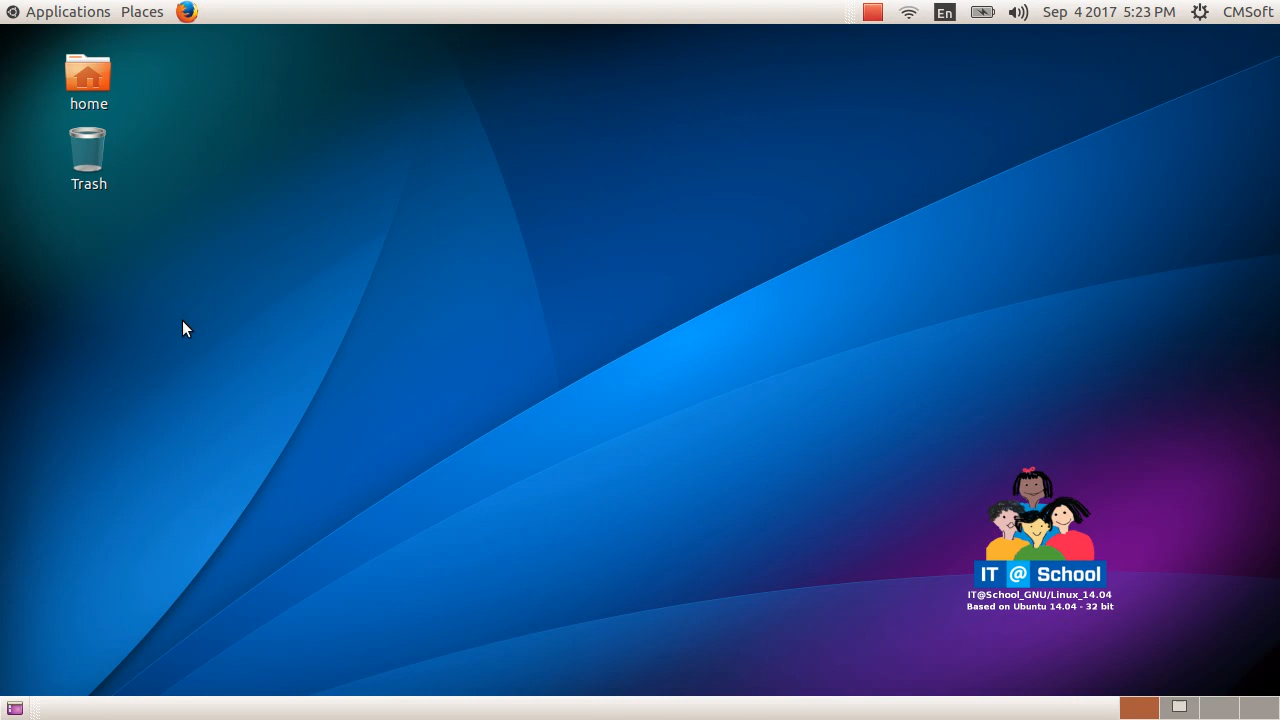 Applications Places En Sep 4 2017 5:23 PM CMSoft
home
Trash
IT @ School
IT@School_GNU/Linux_14.04
Based on Ubuntu 14.04 - 32 bit